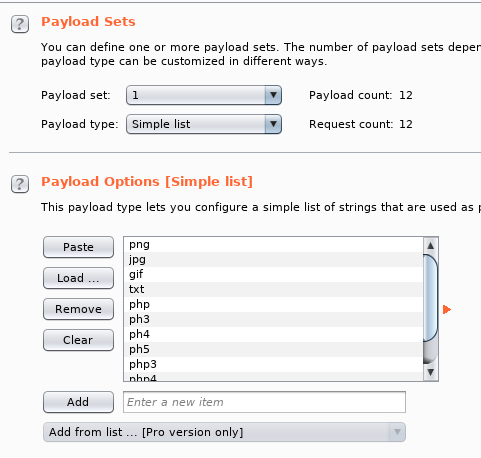 ? Payload Sets
You can define one or more payload sets. The number of payload sets
payload type can be customized in different ways.
Payload set: 1 Payload count: 12
Payload type: Simple list Request count: 12
? Payload Options [Simple list]
This payload type lets you configure a simple list of strings that are used as
Paste
Load ...
Remove
Clear
png
jpg
gif
txt
php
ph3
ph4
ph5
php3
php4
Add Enter a new item
Add from list ... [Pro version only]